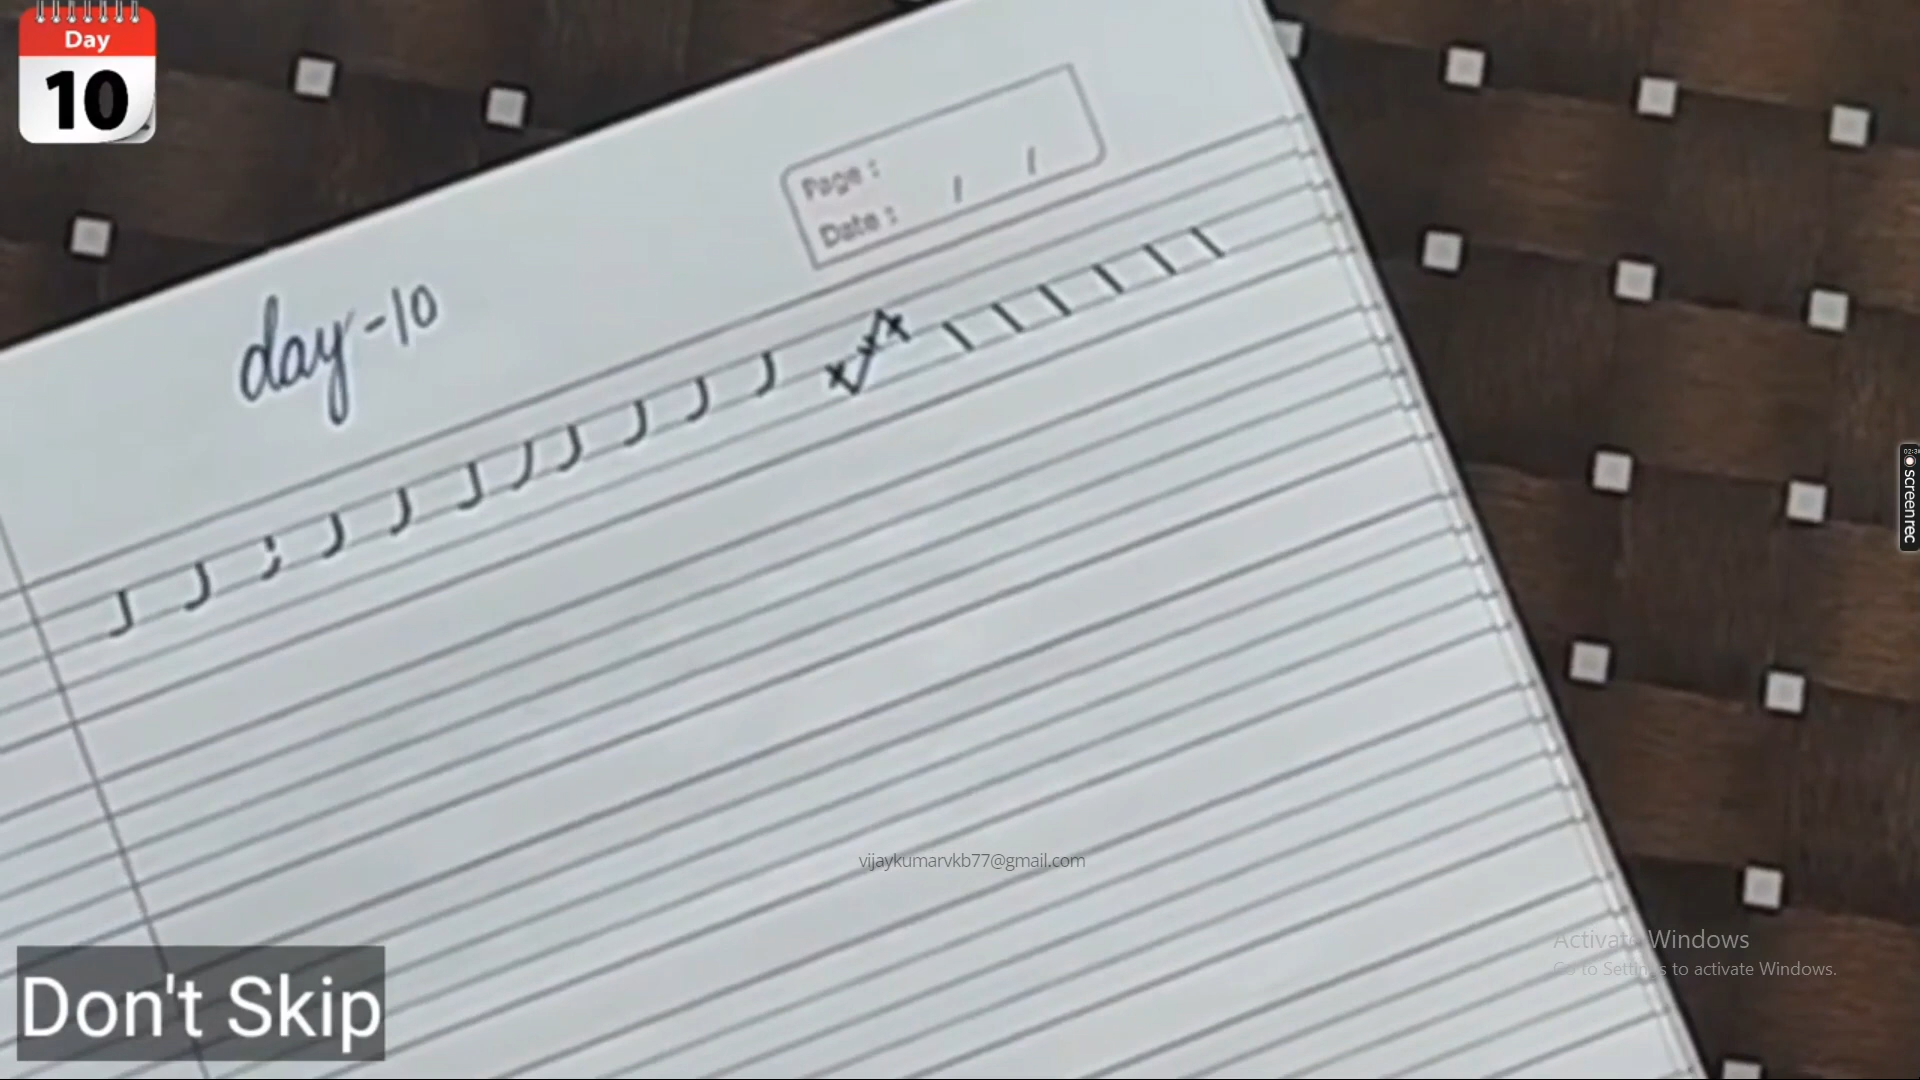 Day
10
Page :
Date : / /
day-10
screenrec
vijaykumarvkb77@gmail.com
Activate Windows
Go to Settings to activate Windows.
Don't Skip